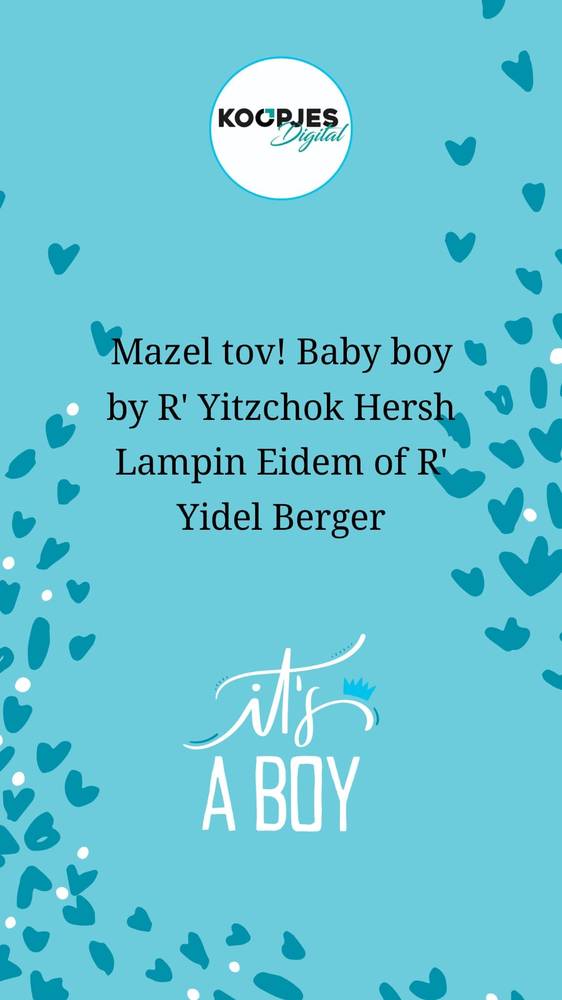 KOOPJES
Digital
Mazel tov! Baby boy
by R' Yitzchok Hersh
Lampin Eidem of R'
Yidel Berger
it's
A BOY